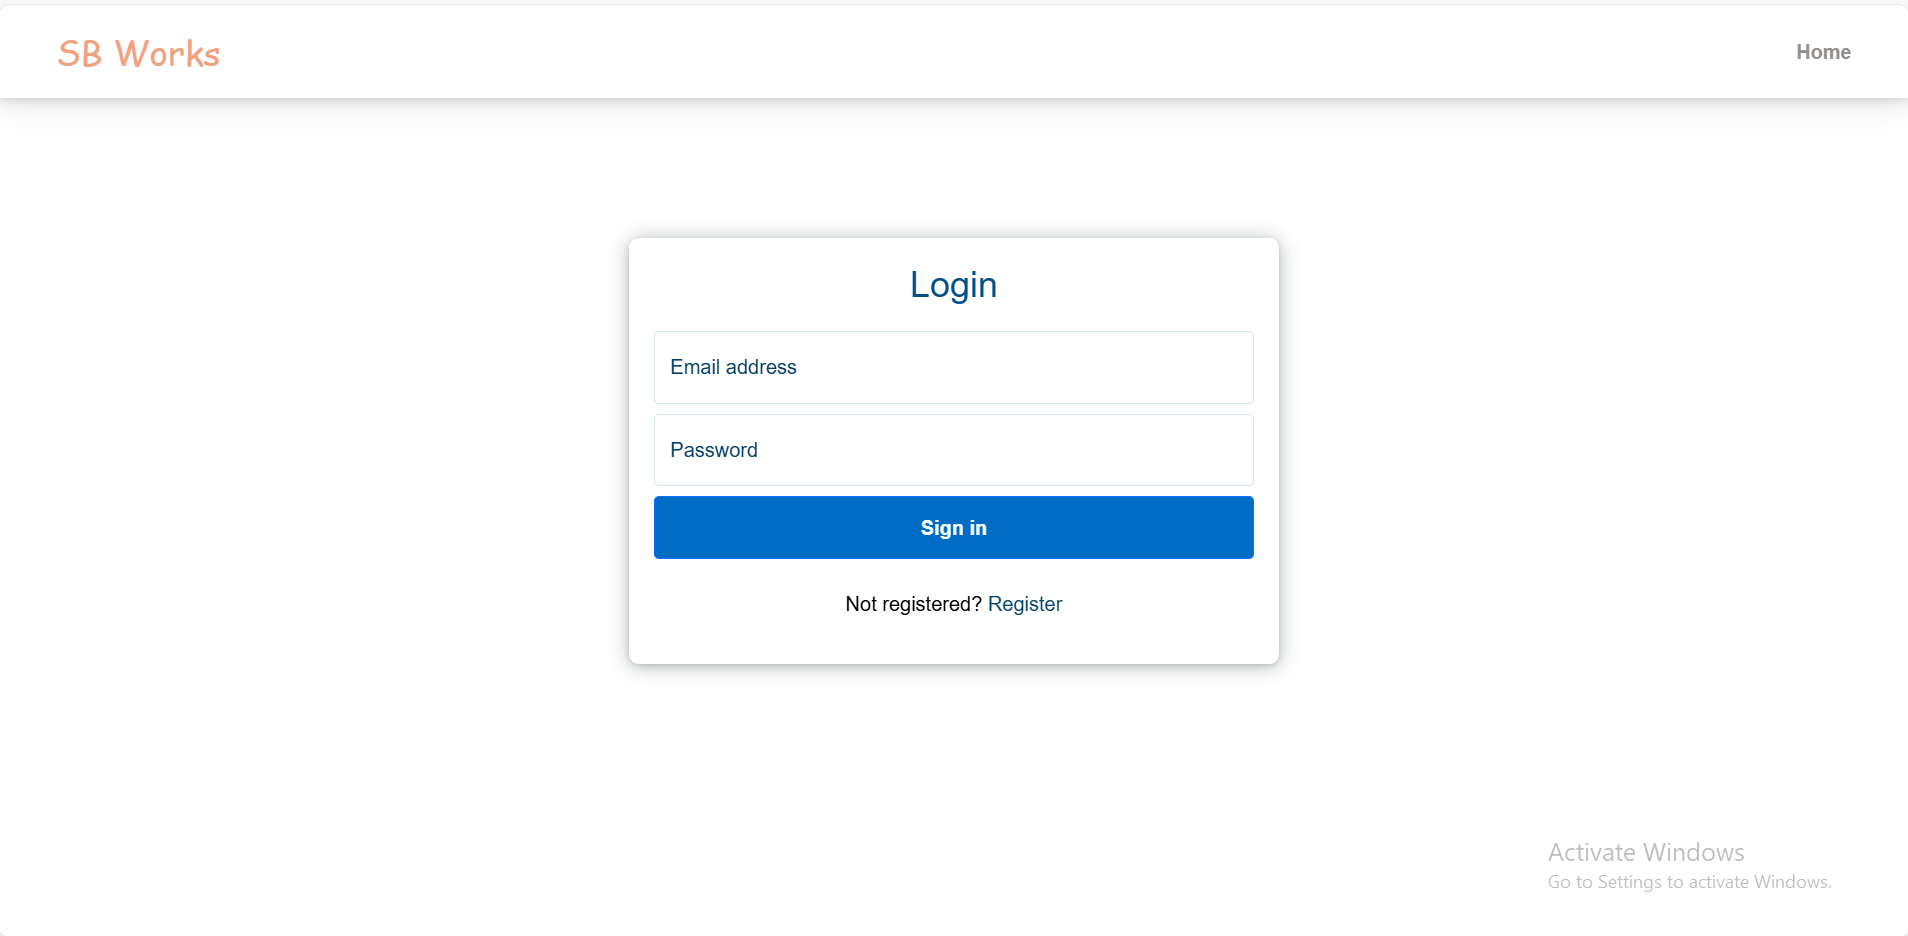 SB Works
Home
Login
Email address
Password
Sign in
Not registered? Register
Activate Windows
Go to Settings to activate Windows.